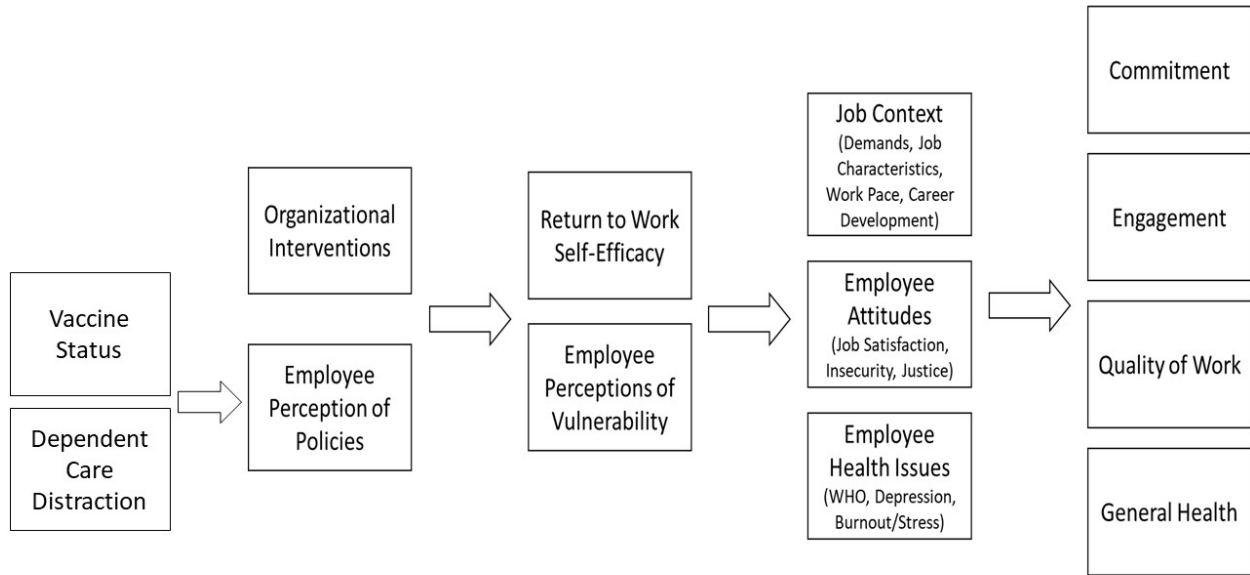 Vaccine
Status
Dependent
Care
Distraction
Organizational
Interventions
Employee
Perception of
Policies
Return to Work
Self-Efficacy
Employee
Perceptions of
Vulnerability
Job Context
(Demands, Job
Characteristics,
Work Pace, Career
Development)
Employee
Attitudes
(Job Satisfaction,
Insecurity, Justice)
Employee
Health Issues
(WHO, Depression,
Burnout/Stress)
Commitment
Engagement
Quality of Work
General Health